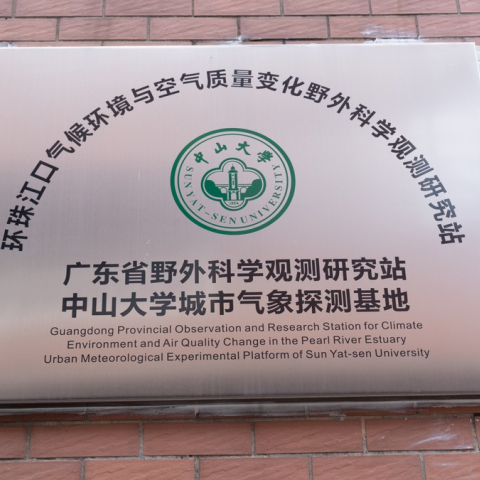 环珠江口气候环境与空气质量变化野外科学观测研究站
中山大学
SUN YAT-SEN UNIVERSITY
广东省野外科学观测研究站
中山大学城市气象探测基地
Guangdong Provincial Observation and Research Station for Climate
Environment and Air Quality Change in the Pearl River Estuary
Urban Meteorological Experimental Platform of Sun Yat-sen University